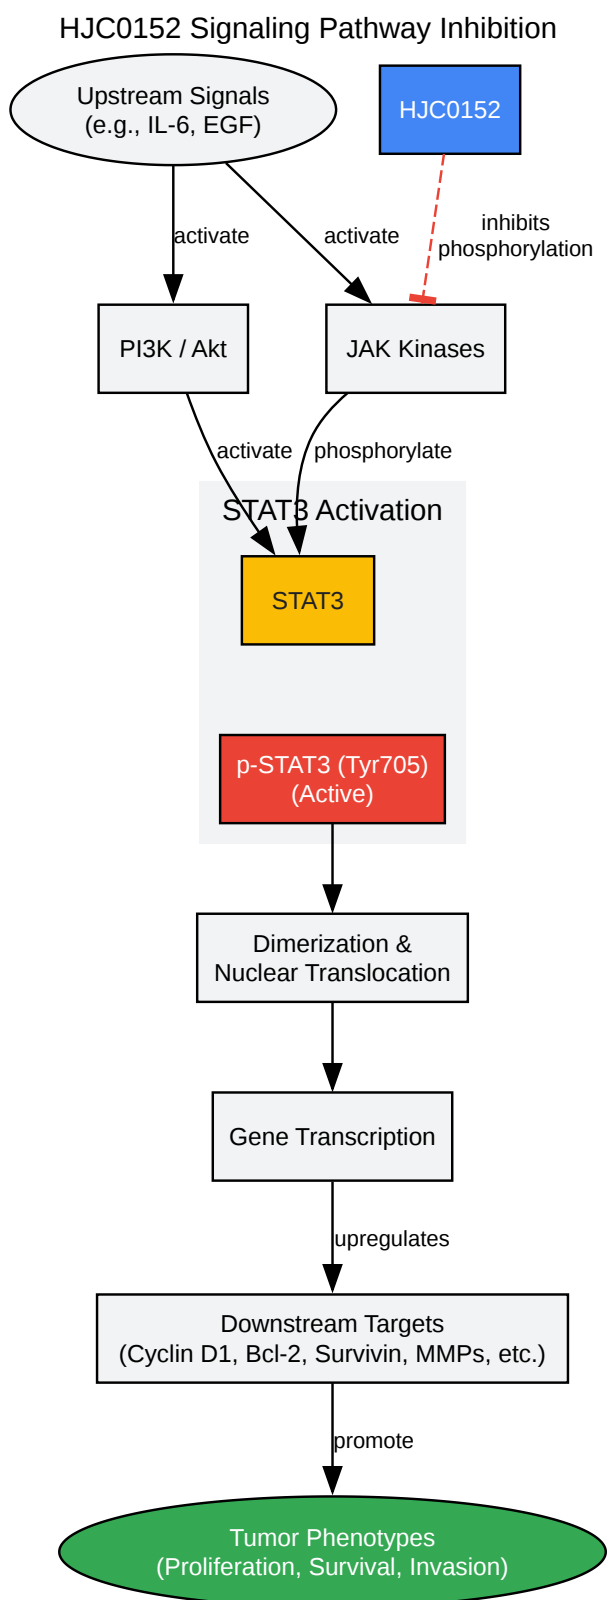 HJC0152 Signaling Pathway Inhibition
Upstream Signals
(e.g., IL-6, EGF)
HJC0152
activate
activate
inhibits
phosphorylation
PI3K / Akt
JAK Kinases
activate
phosphorylate
STAT3 Activation
STAT3
p-STAT3 (Tyr705)
(Active)
Dimerization &
Nuclear Translocation
Gene Transcription
upregulates
Downstream Targets
(Cyclin D1, Bcl-2, Survivin, MMPs, etc.)
promote
Tumor Phenotypes
(Proliferation, Survival, Invasion)